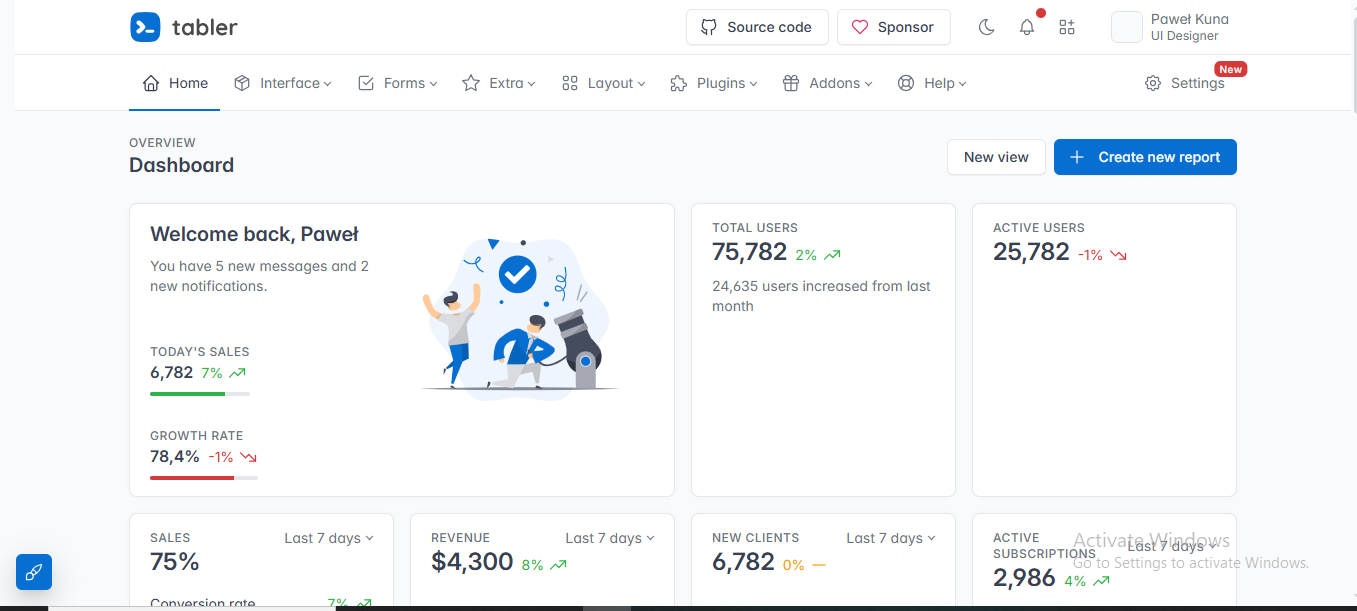 tabler
Source code
Sponsor
Paweł Kuna
UI Designer
Home
Interface
Forms
Extra
Layout
Plugins
Addons
Help
Settings
New
OVERVIEW
Dashboard
New view
Create new report
Welcome back, Paweł
You have 5 new messages and 2
new notifications.
TODAY'S SALES
6,782 7%
GROWTH RATE
78,4% -1%
TOTAL USERS
75,782 2%
24,635 users increased from last
month
ACTIVE USERS
25,782 -1%
SALES
Last 7 days
75%
Conversion rate
7%
REVENUE
Last 7 days
$4,300 8%
NEW CLIENTS
Last 7 days
6,782 0%
ACTIVE
SUBSCRIPTIONS
Last 7 days
2,986 4%
Activate Windows
Go to Settings to activate Windows.